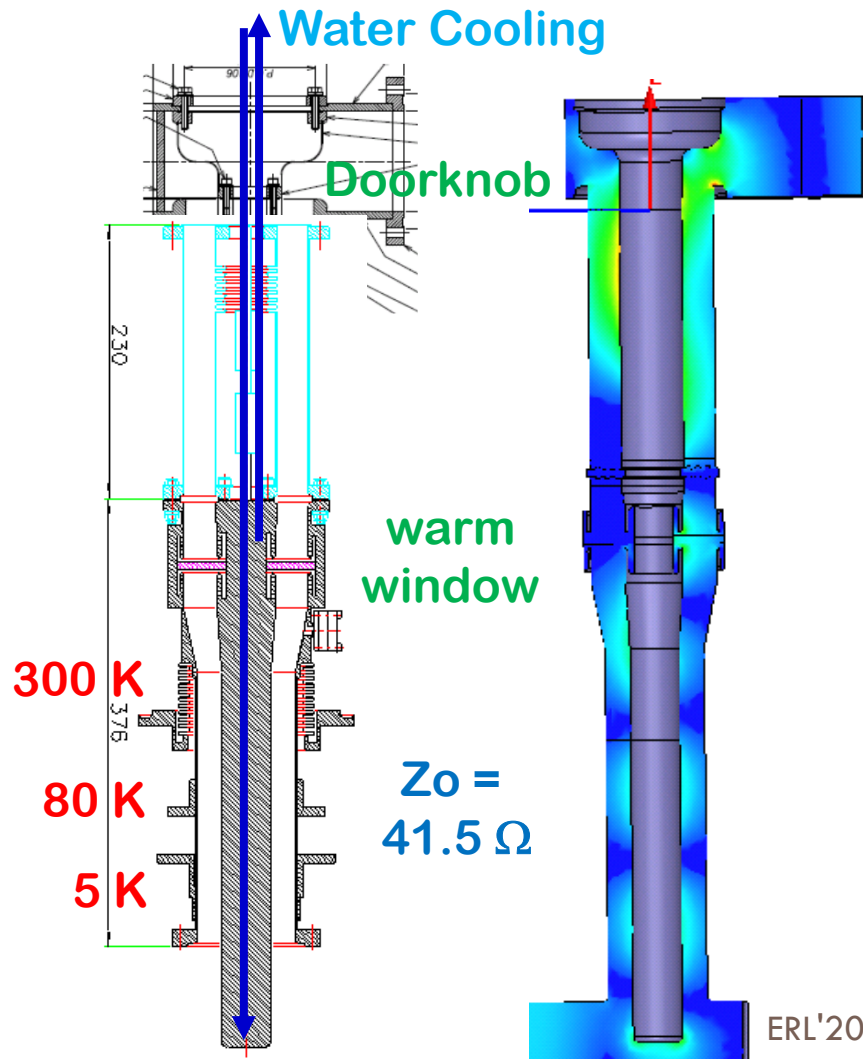 Water Cooling
Doorknob
230
warm
window
300 K
376
80 K
Zo =
41.5 Ω
5 K
ERL'20